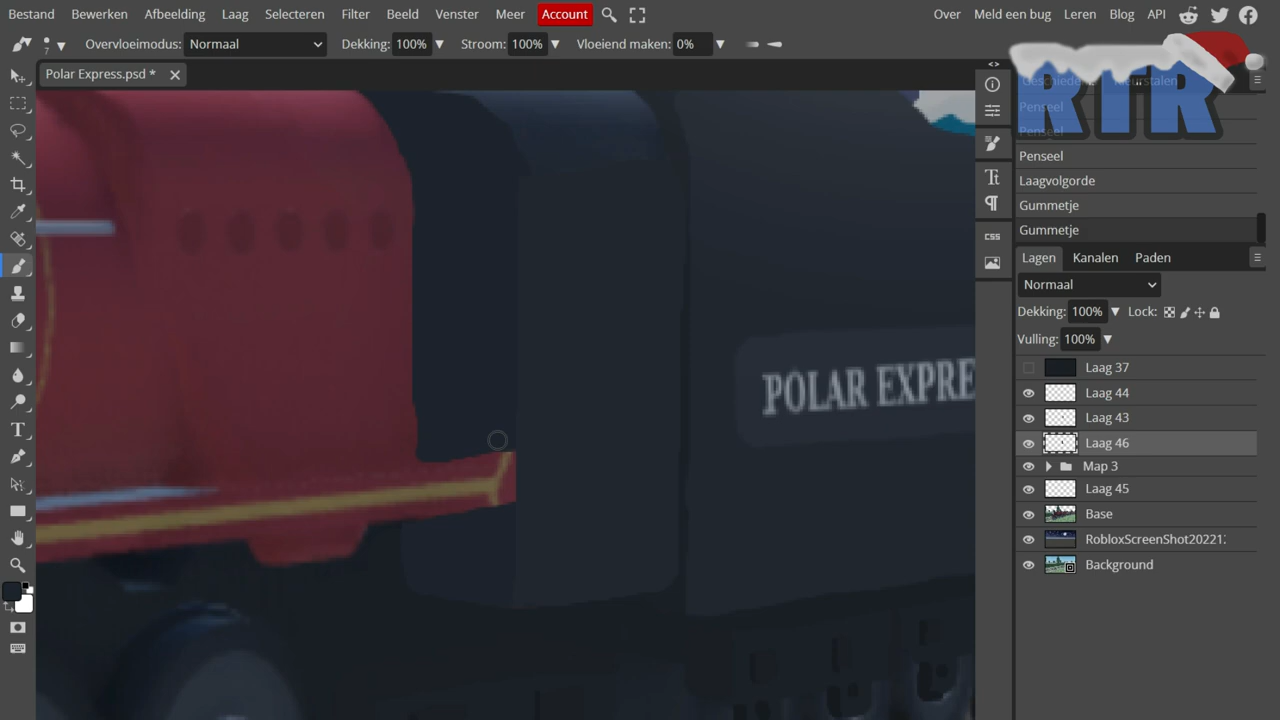 Bestand Bewerken Afbeelding Laag Selecteren Filter Beeld Venster Meer Account Over Meld een bug Leren Blog API
7 Overvloeimodus: Normaal Dekking: 100% Stroom: 100% Vloeiend maken: 0%
Polar Express.psd *
RTR
Penseel
Penseel
Penseel
Laagvolgorde
Gummetje
Gummetje
Lagen Kanalen Paden
Normaal
Dekking: 100% Lock:
Vulling: 100%
Laag 37
Laag 44
Laag 43
Laag 46
Map 3
Laag 45
Base
RobloxScreenShot20221:
Background
CSS
POLAR EXPRE